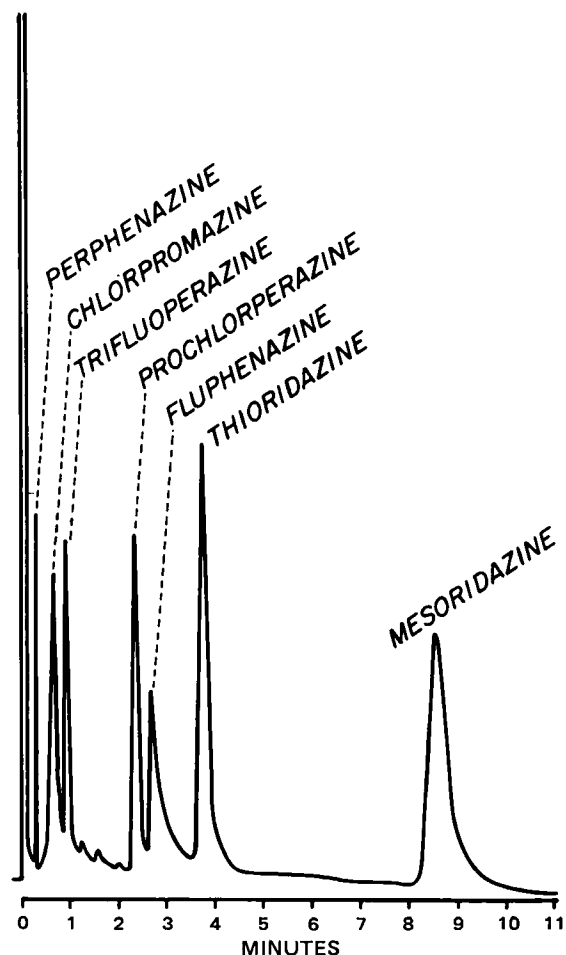 PERPHENAZINE
CHLORPROMAZINE
TRIFLUOPERAZINE
PROCHLORPERAZINE
FLUPHENAZINE
THIORIDAZINE
MESORIDAZINE
0 1 2 3 4 5 6 7 8 9 10 11
MINUTES